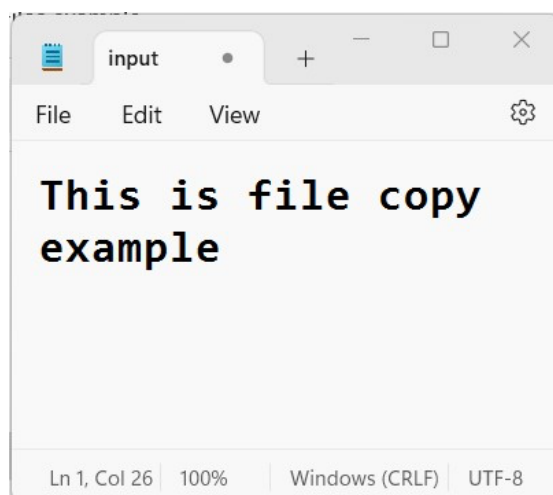 input
File Edit View
This is file copy
example
Ln 1, Col 26 100% Windows (CRLF) UTF-8